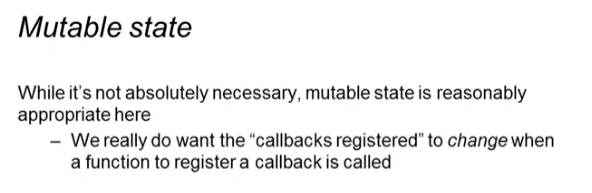 Mutable state
While it's not absolutely necessary, mutable state is reasonably
appropriate here
– We really do want the “callbacks registered” to change when
a function to register a callback is called